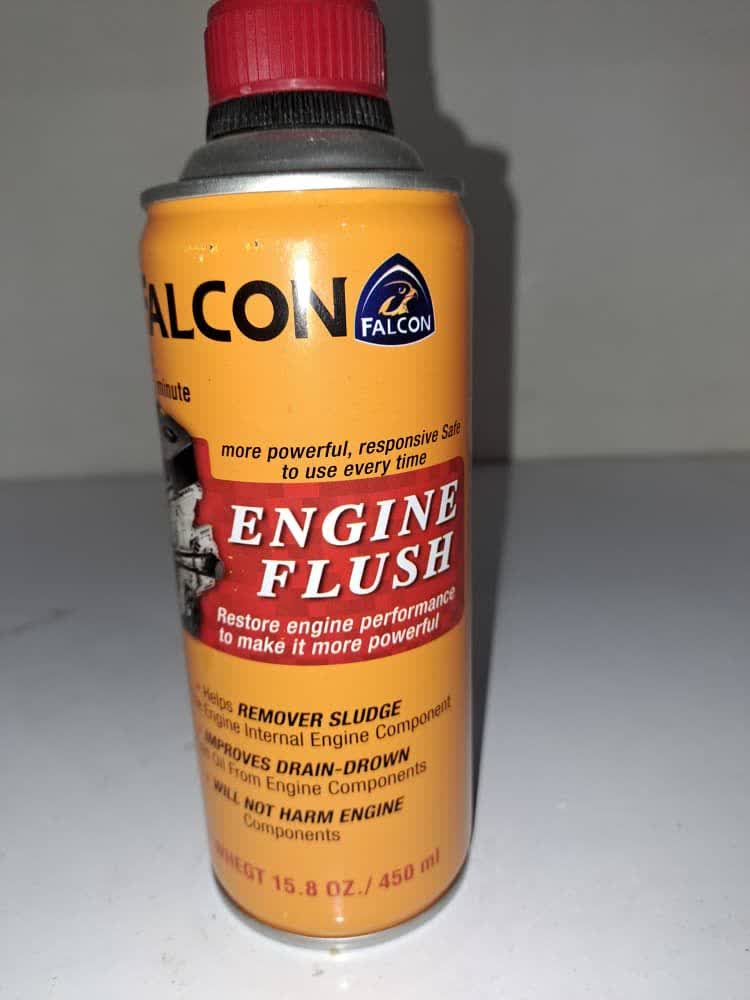 FALCON
FALCON
minute
more powerful, responsive Safe
to use every time
ENGINE
FLUSH
Restore engine performance
to make it more powerful
Helps REMOVER SLUDGE
Engine Internal Engine Component
IMPROVES DRAIN-DROWN
Oil From Engine Components
WILL NOT HARM ENGINE
Components
WHEGT 15.8 OZ./ 450 ml